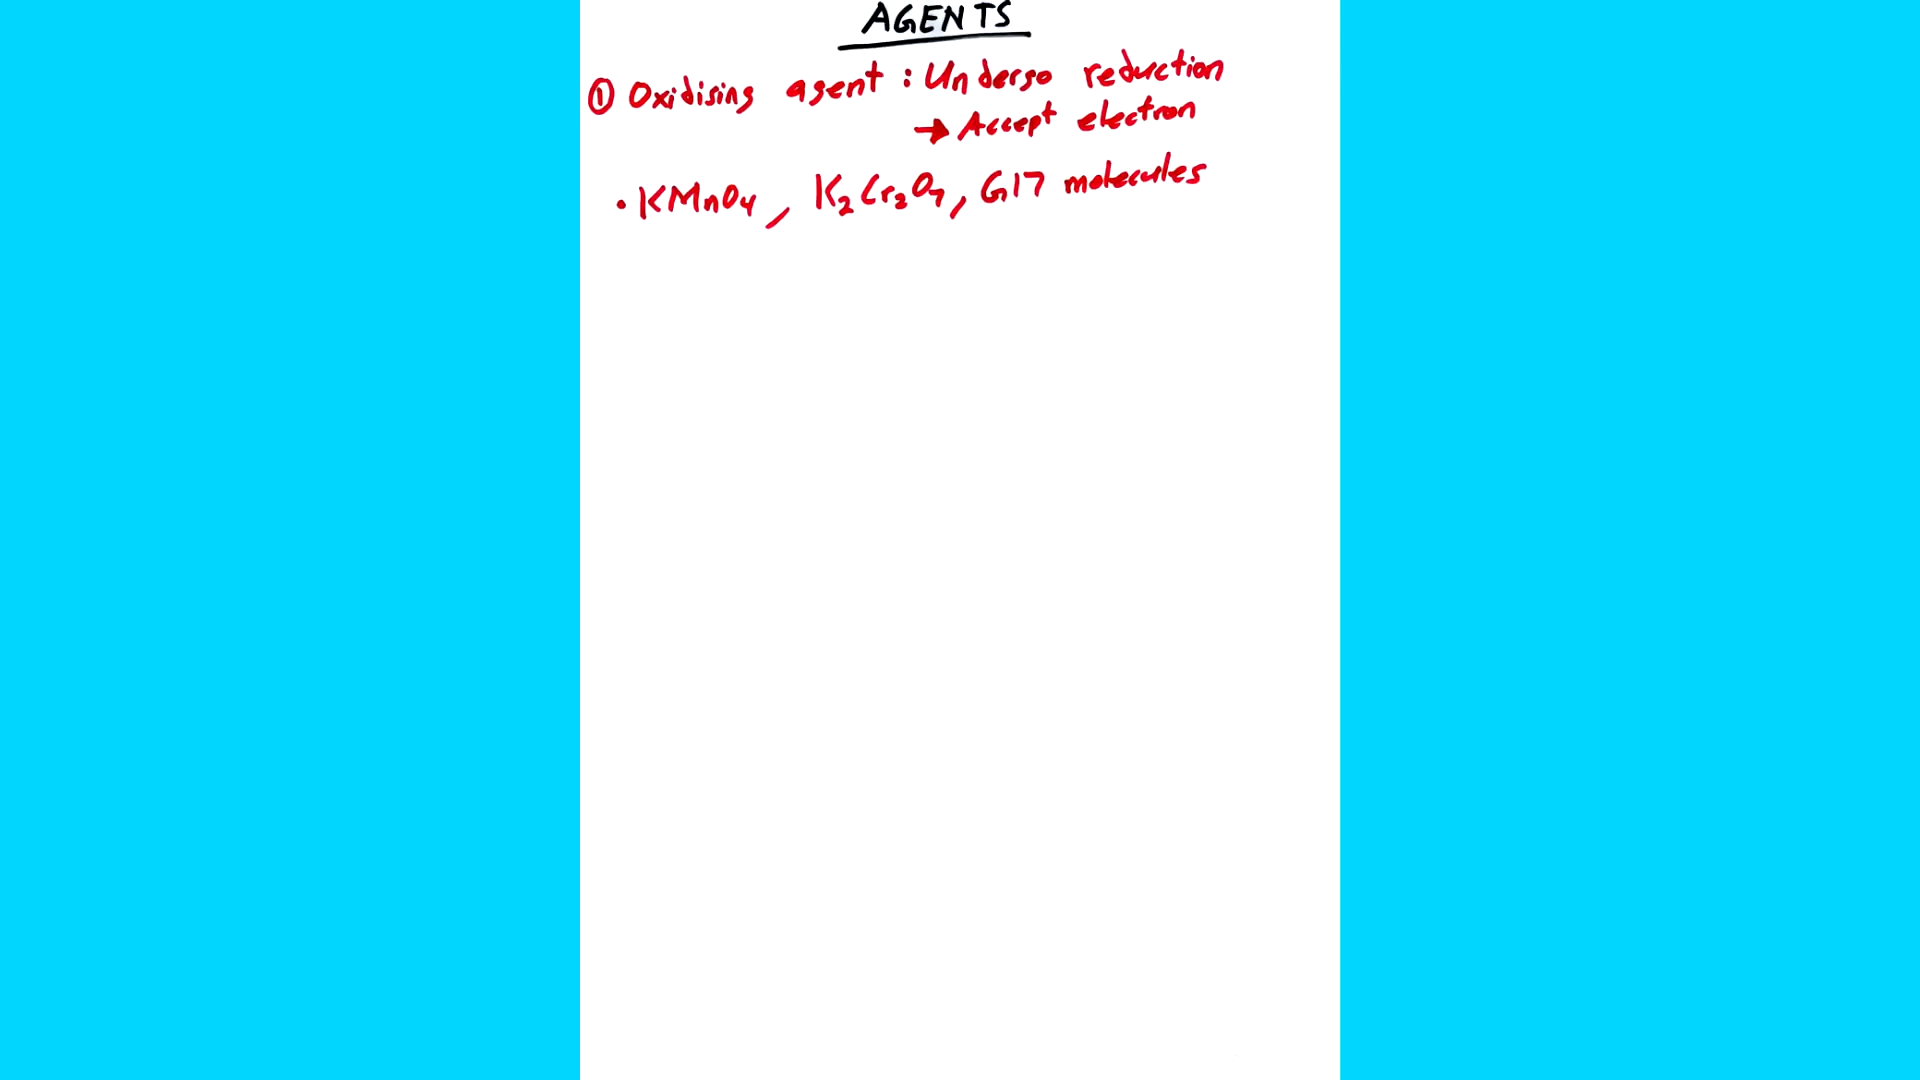 AGENTS
① Oxidising agent : Undergo reduction
→ Accept electron
• KMnO₄, K₂Cr₂O₇, G17 molecules